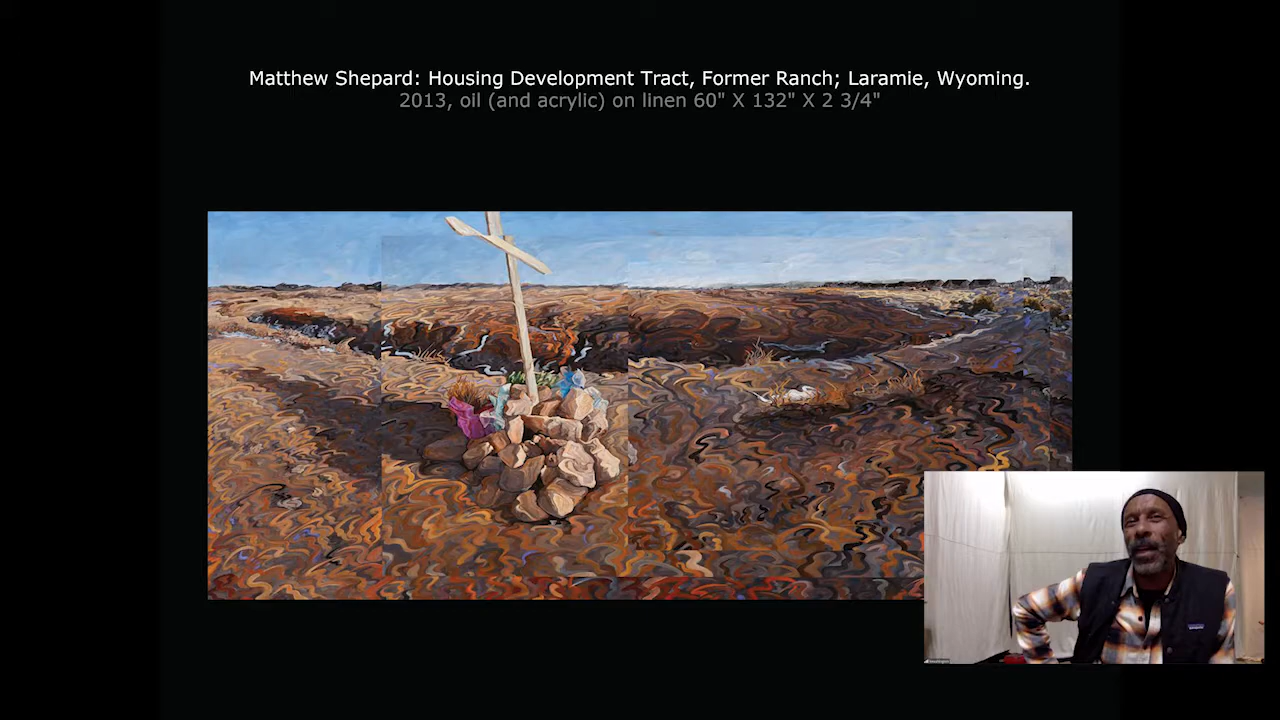 Matthew Shepard: Housing Development Tract, Former Ranch; Laramie, Wyoming.
2013, oil (and acrylic) on linen 60" X 132" X 2 3/4"